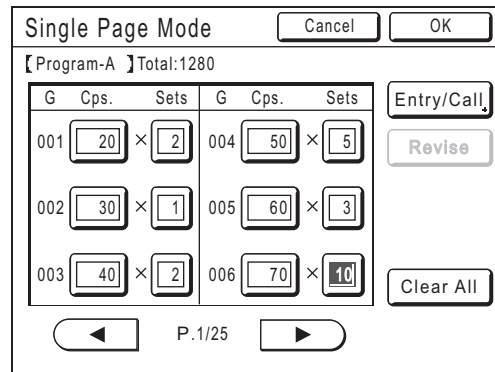 Single Page Mode Cancel OK
【Program-A 】Total:1280
G Cps. Sets G Cps. Sets
001 20 × 2 004 50 × 5
Entry/Call
Revise
002 30 × 1 005 60 × 3
003 40 × 2 006 70 × 10
Clear All
◀ P.1/25 ▶